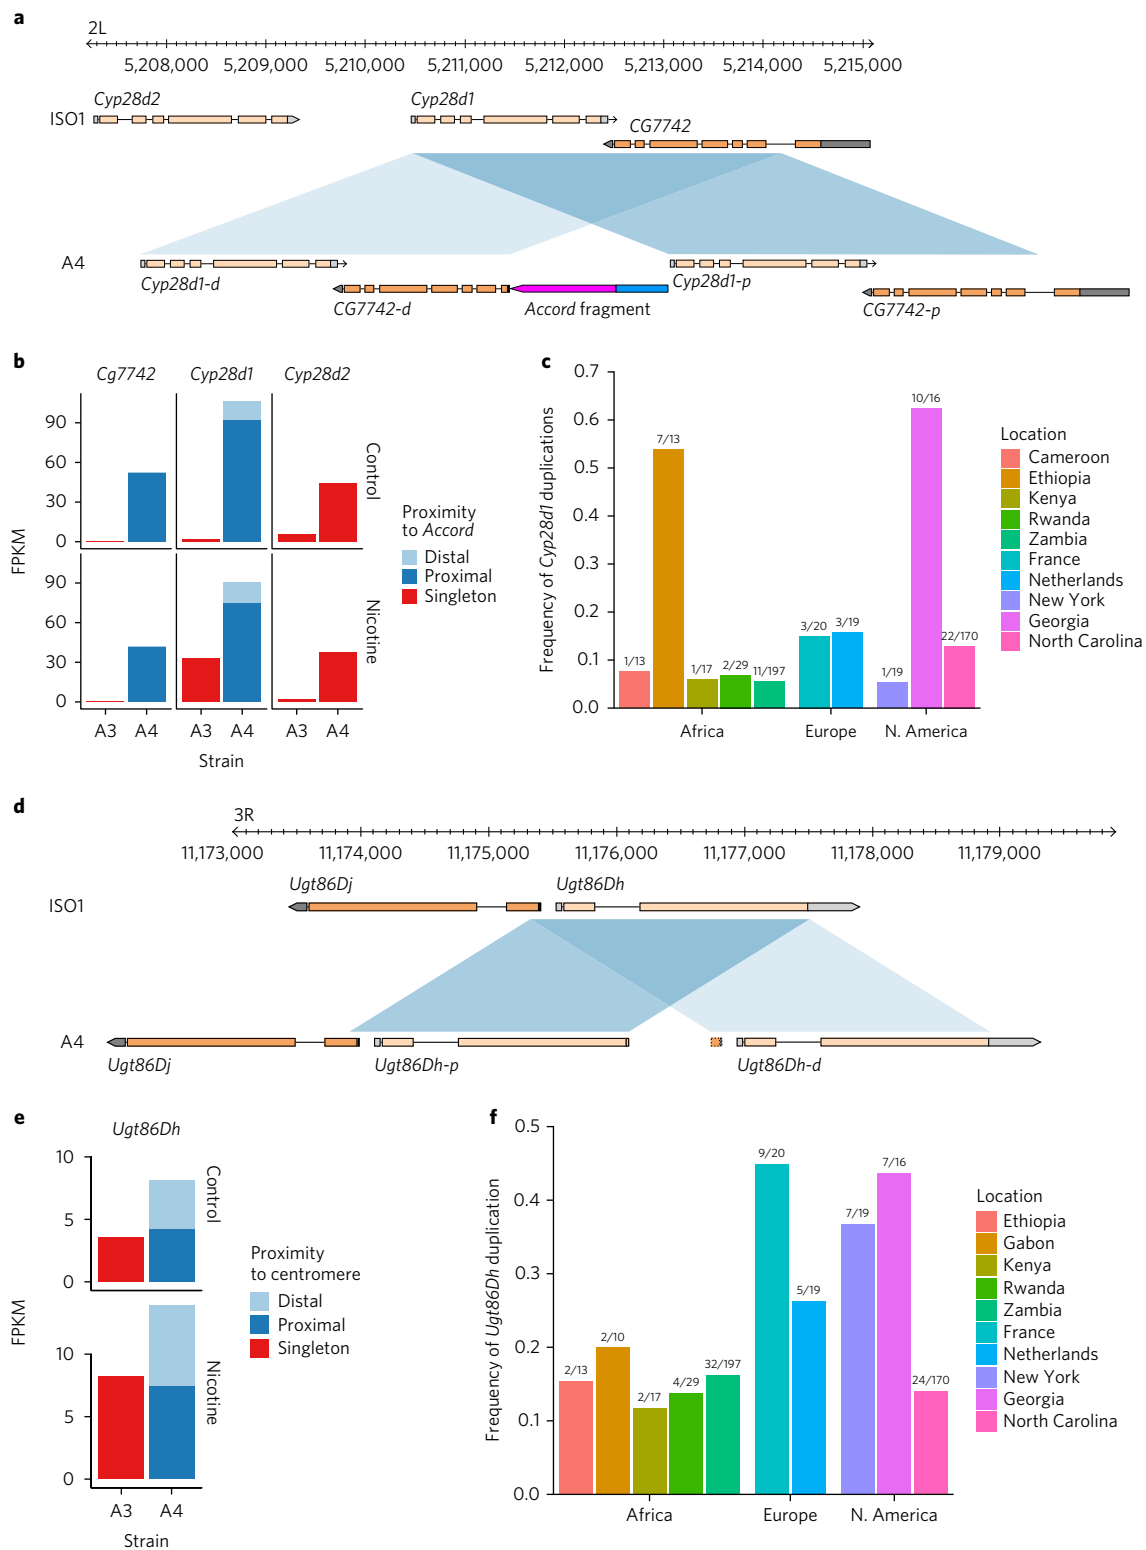 a
2L
5,208,000 5,209,000 5,210,000 5,211,000 5,212,000 5,213,000 5,214,000 5,215,000
Cyp28d2 Cyp28d1
ISO1
CG7742
A4
Cyp28d1-d Cyp28d1-p
CG7742-d Accord fragment CG7742-p
b
Cg7742 Cyp28d1 Cyp28d2
FPKM
90
60
30
0
Control
90
60
30
0
Nicotine
A3 A4 A3 A4 A3 A4
Strain
Proximity
to Accord
Distal
Proximal
Singleton
c
Frequency of Cyp28d1 duplications
0.7
0.6
0.5
0.4
0.3
0.2
0.1
0.0
1/13 7/13 1/17 2/29 11/197 3/20 3/19 1/19 10/16 22/170
Africa Europe N. America
Location
Cameroon
Ethiopia
Kenya
Rwanda
Zambia
France
Netherlands
New York
Georgia
North Carolina
d
3R
11,173,000 11,174,000 11,175,000 11,176,000 11,177,000 11,178,000 11,179,000
Ugt86Dj Ugt86Dh
ISO1
A4
Ugt86Dj Ugt86Dh-p Ugt86Dh-d
e
Ugt86Dh
FPKM
10
5
0
Control
10
5
0
Nicotine
A3 A4
Strain
Proximity
to centromere
Distal
Proximal
Singleton
f
Frequency of Ugt86Dh duplication
0.5
0.4
0.3
0.2
0.1
0.0
2/13 2/10 2/17 4/29 32/197 9/20 5/19 7/19 7/16 24/170
Africa Europe N. America
Location
Ethiopia
Gabon
Kenya
Rwanda
Zambia
France
Netherlands
New York
Georgia
North Carolina